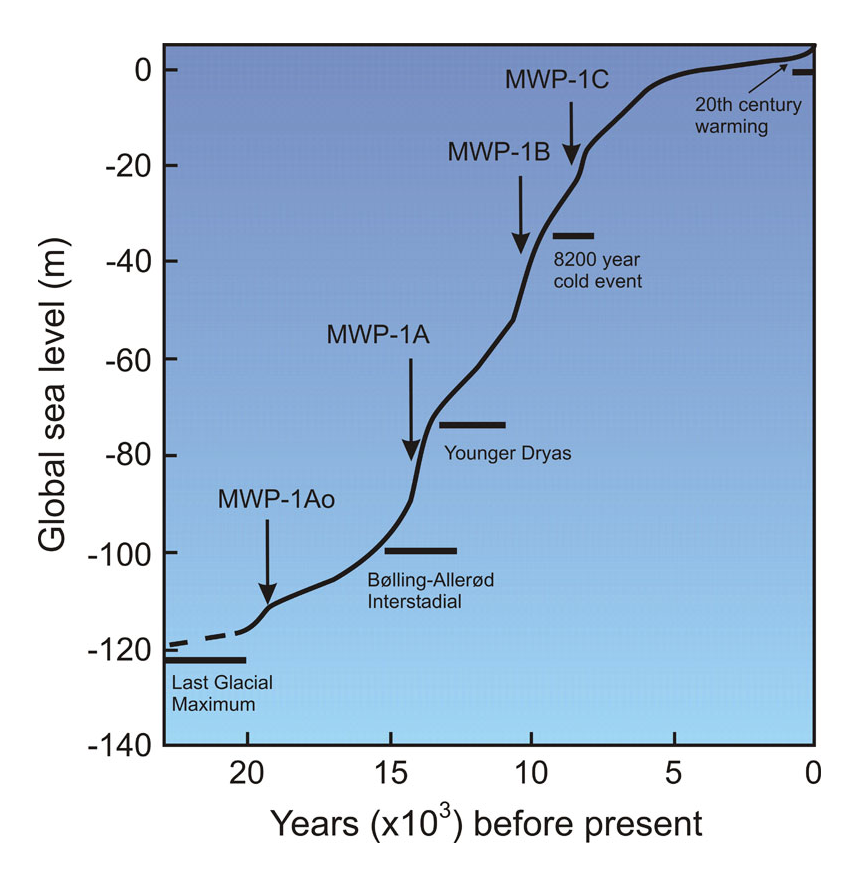 0
-20
-40
-60
-80
-100
-120
-140
Global sea level (m)
MWP-1C
MWP-1B
MWP-1A
MWP-1Ao
20th century
warming
8200 year
cold event
Younger Dryas
Bølling-Allerød
Interstadial
Last Glacial
Maximum
20 15 10 5 0
Years (x10³) before present